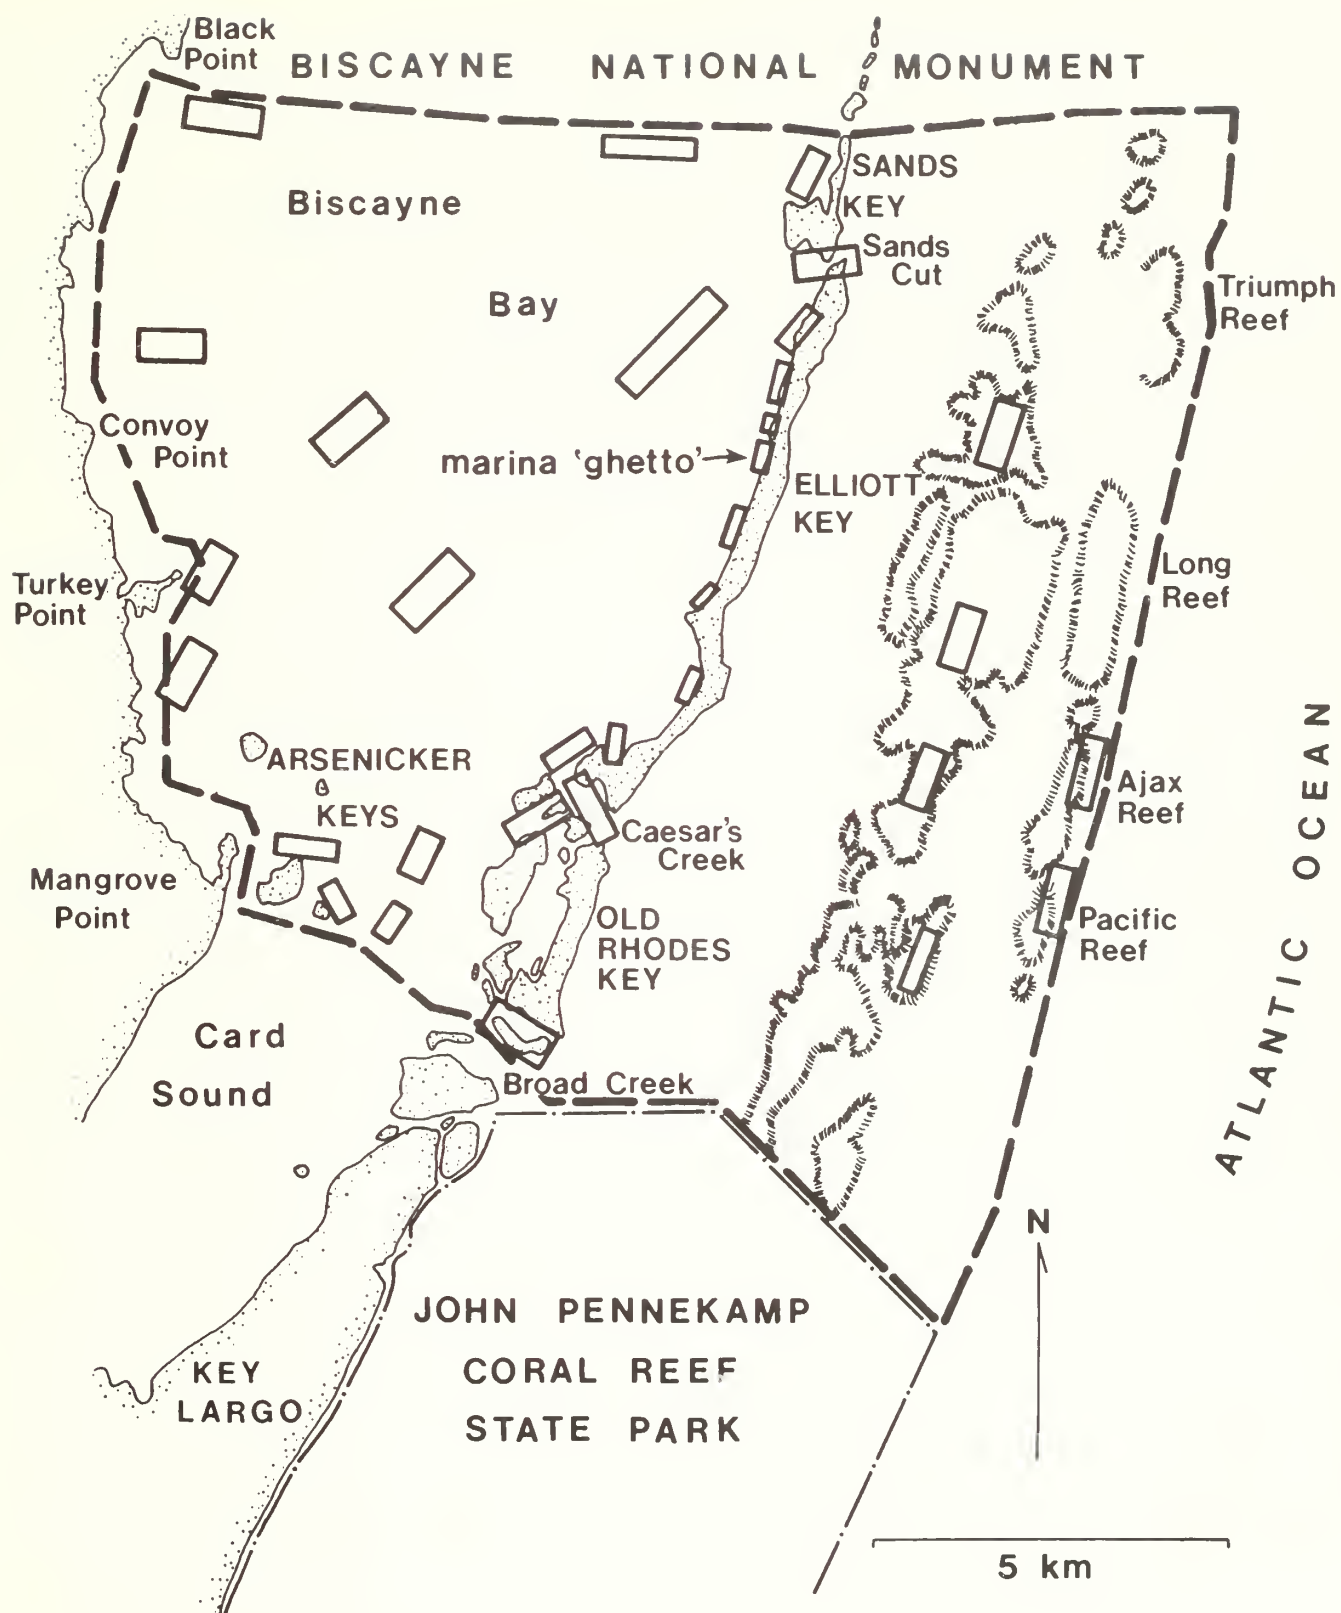 Black
Point
BISCAYNE NATIONAL MONUMENT
SANDS
KEY
Biscayne
Sands
Cut
Bay
Triumph
Reef
Convoy
Point
marina 'ghetto'
ELLIOTT
KEY
Long
Reef
Turkey
Point
ARSENICKER
KEYS
Ajax
Reef
Caesar's
Creek
Mangrove
Point
OLD
RHODES
KEY
Pacific
Reef
ATLANTIC OCEAN
Card
Sound
Broad Creek
N
JOHN PENNEKAMP
CORAL REEF
STATE PARK
KEY
LARGO
5 km